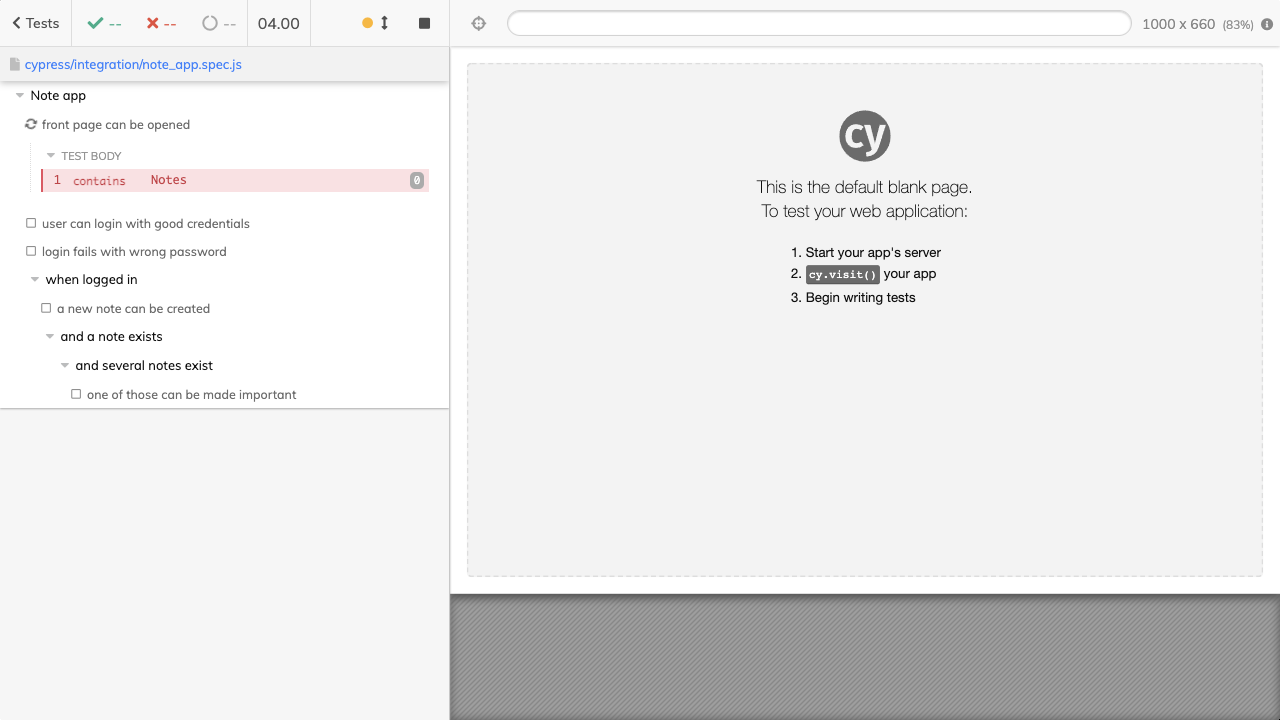 Tests
--
--
--
04.00
1000 x 660 (83%)
cypress/integration/note_app.spec.js
Note app
front page can be opened
TEST BODY
1 contains Notes 0
user can login with good credentials
login fails with wrong password
when logged in
a new note can be created
and a note exists
and several notes exist
one of those can be made important
cy
This is the default blank page.
To test your web application:
1. Start your app's server
2. cy.visit() your app
3. Begin writing tests